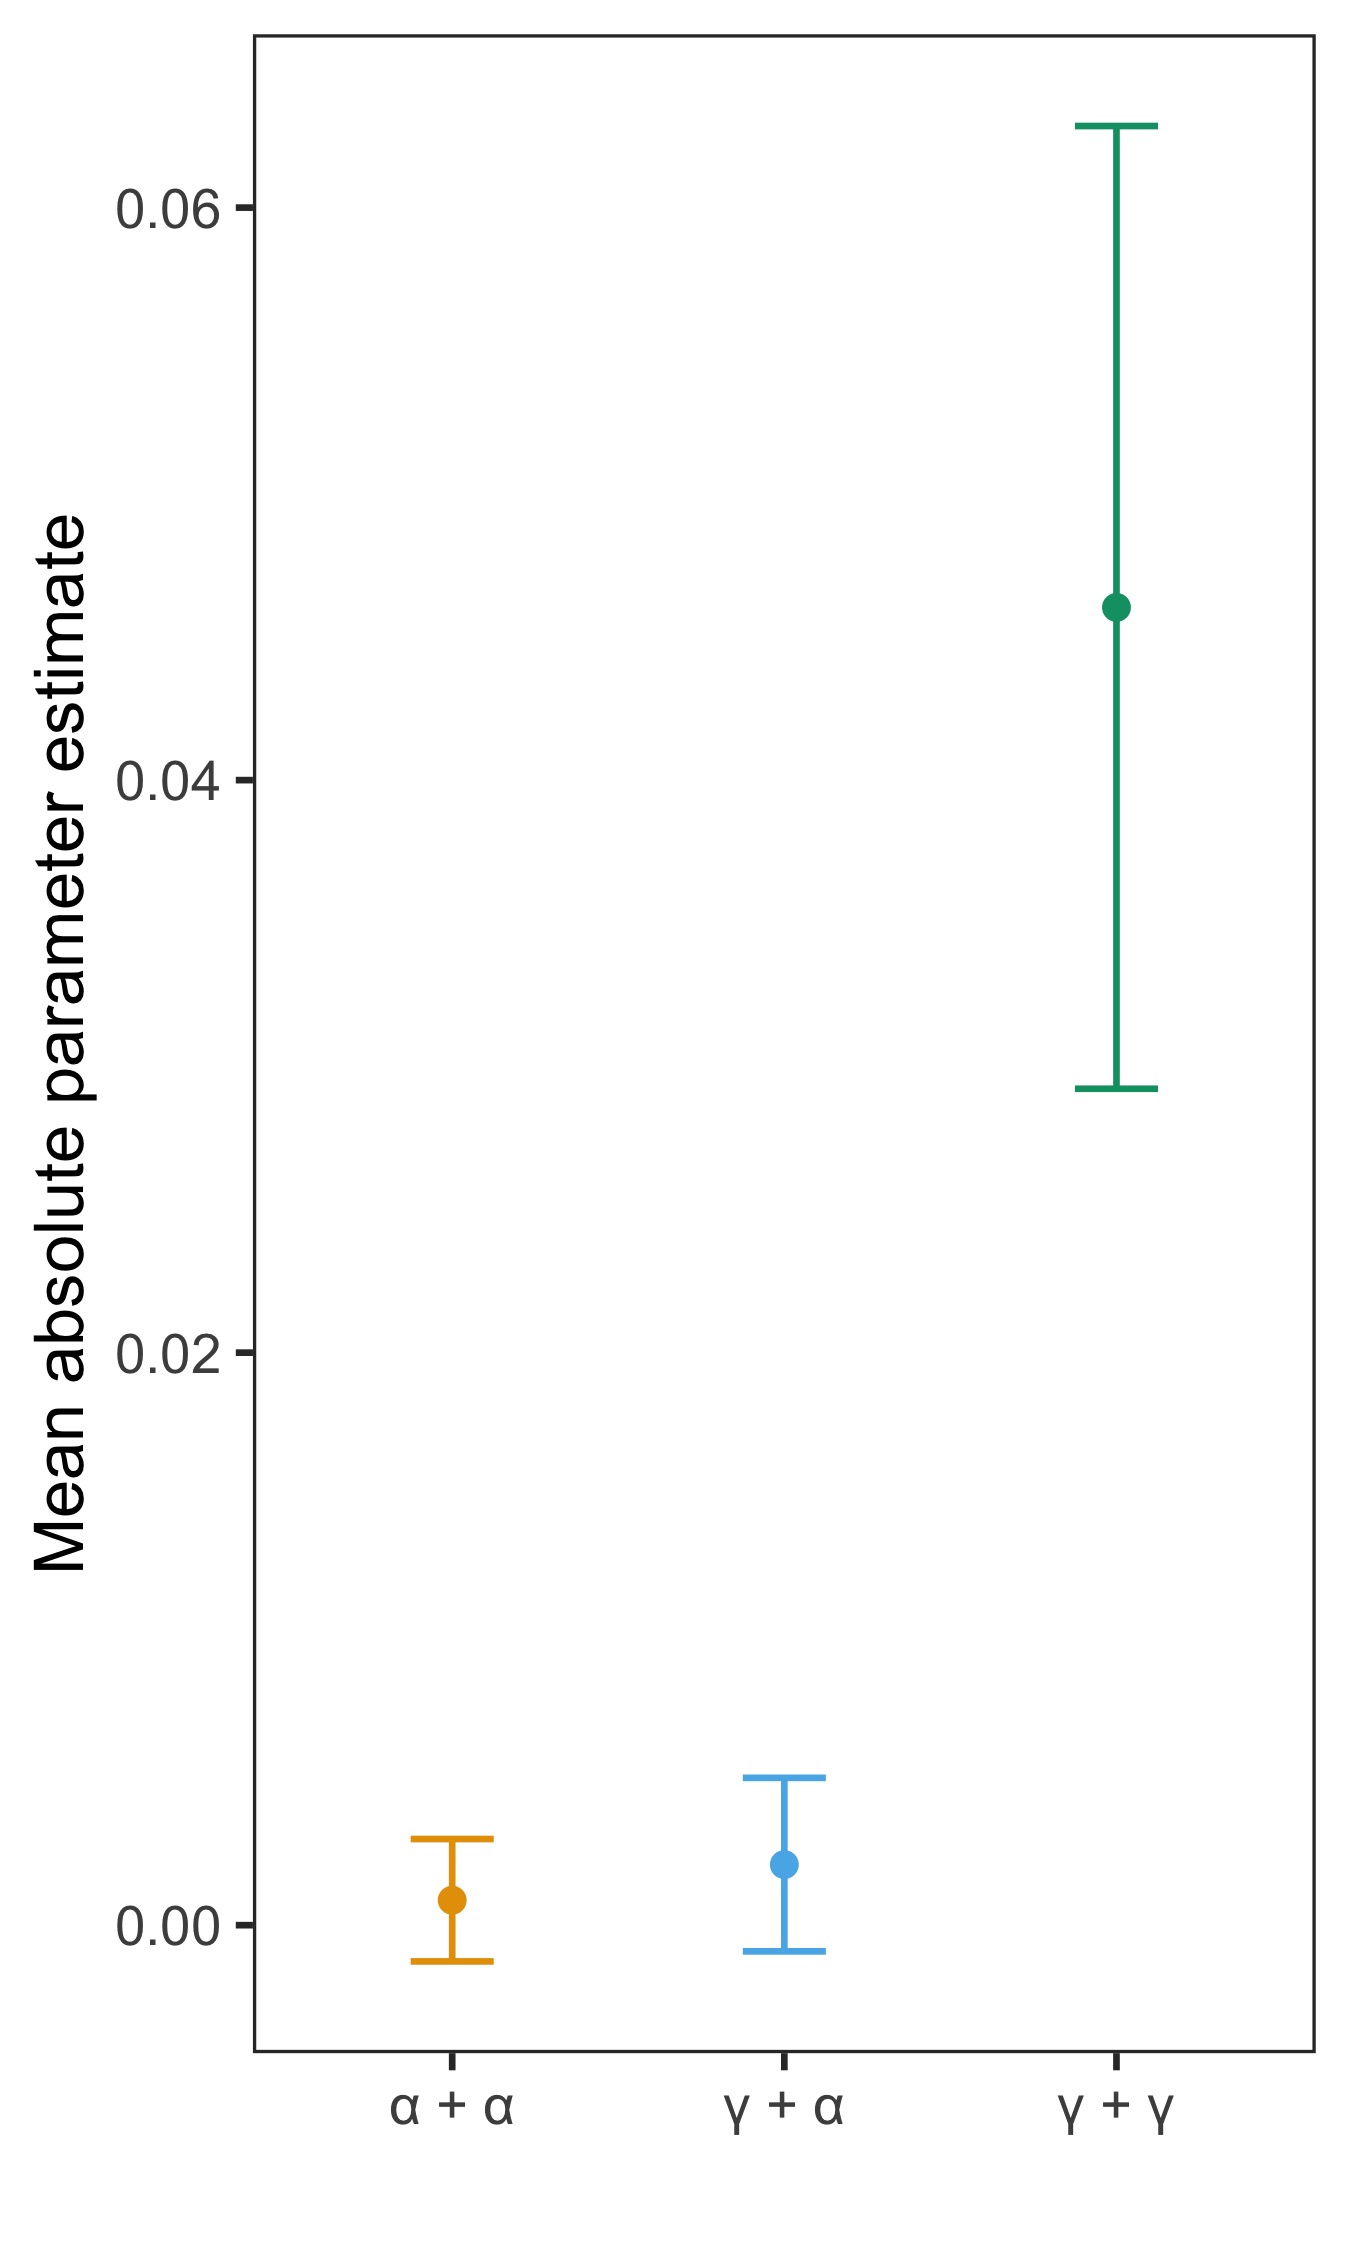 Mean absolute parameter estimate
0.06
0.04
0.02
0.00
α + α
γ + α
γ + γ